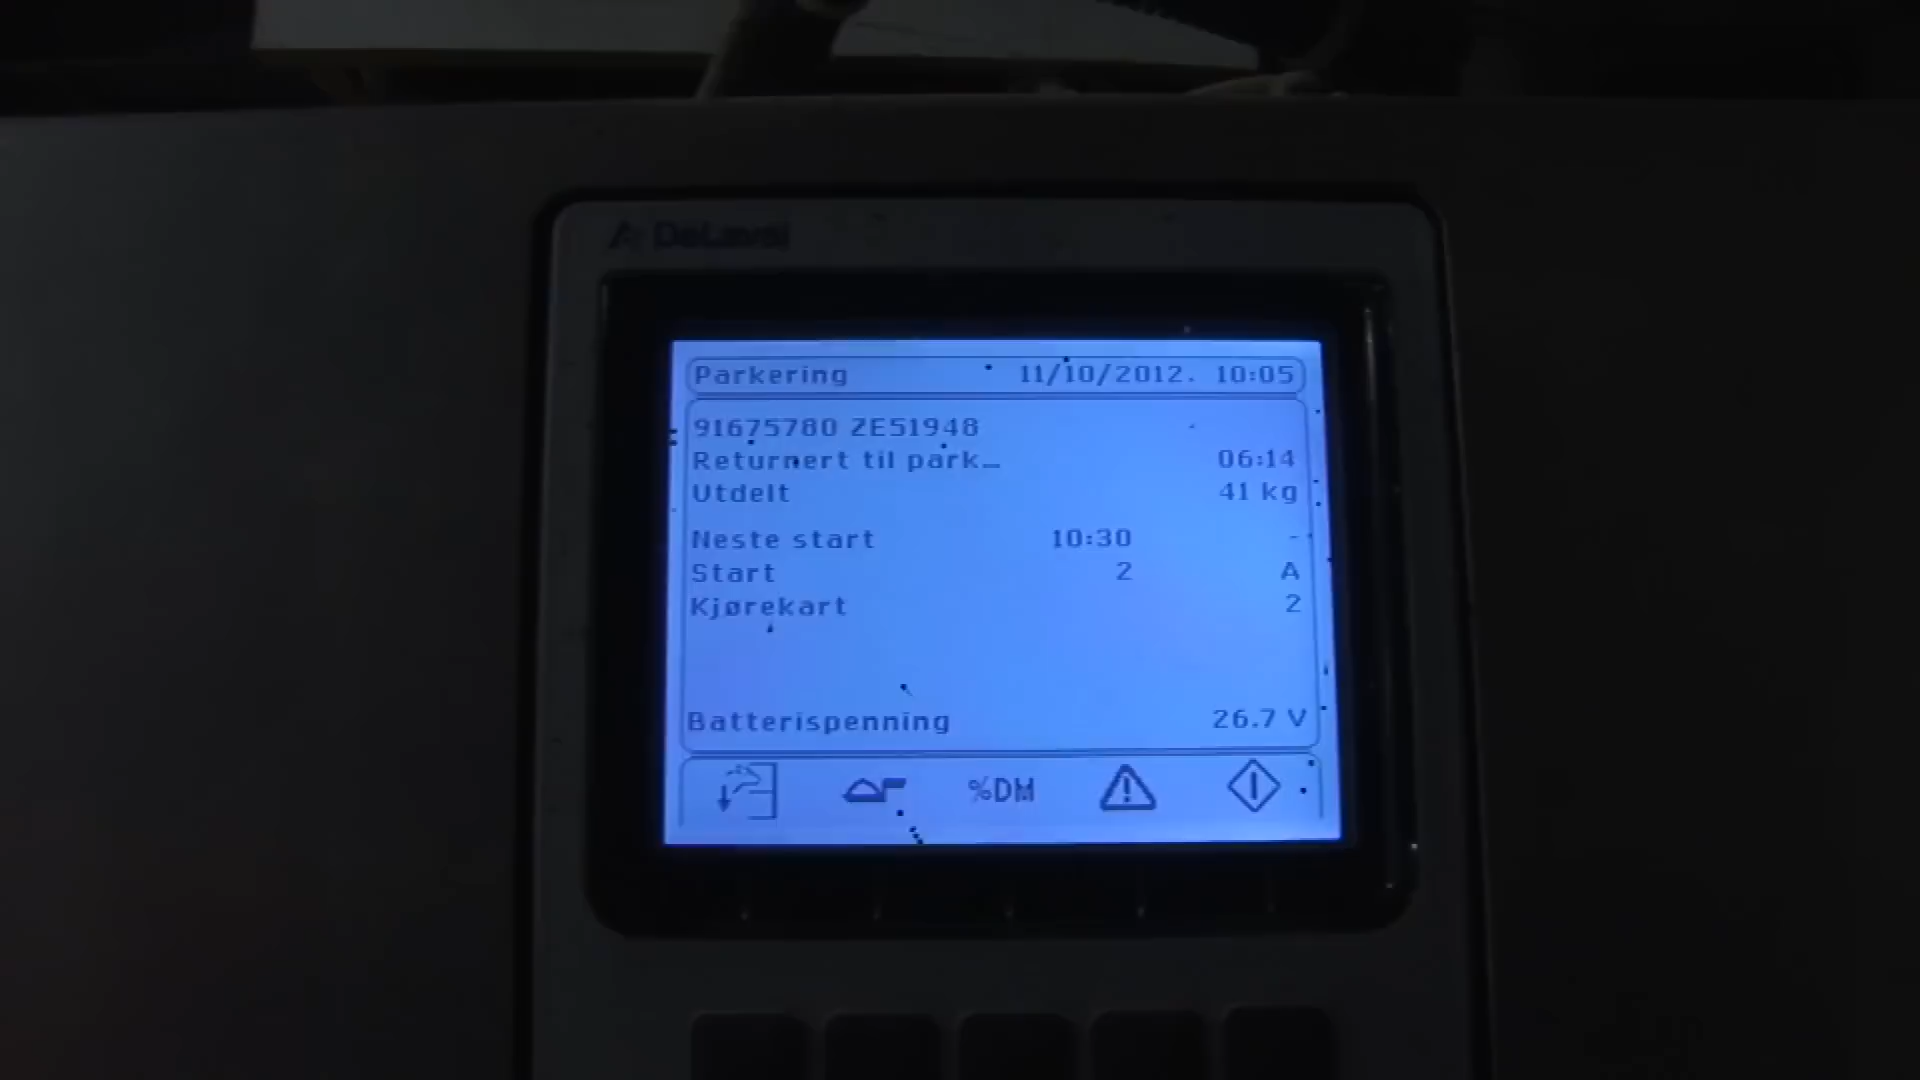 DeLaval
Parkering 11/10/2012. 10:05
91675780 ZE51948
Returnert til park… 06:14
Utdelt 41 kg
Neste start 10:30 -
Start 2 A
Kjørekart 2
Batterispenning 26.7 V
%DM